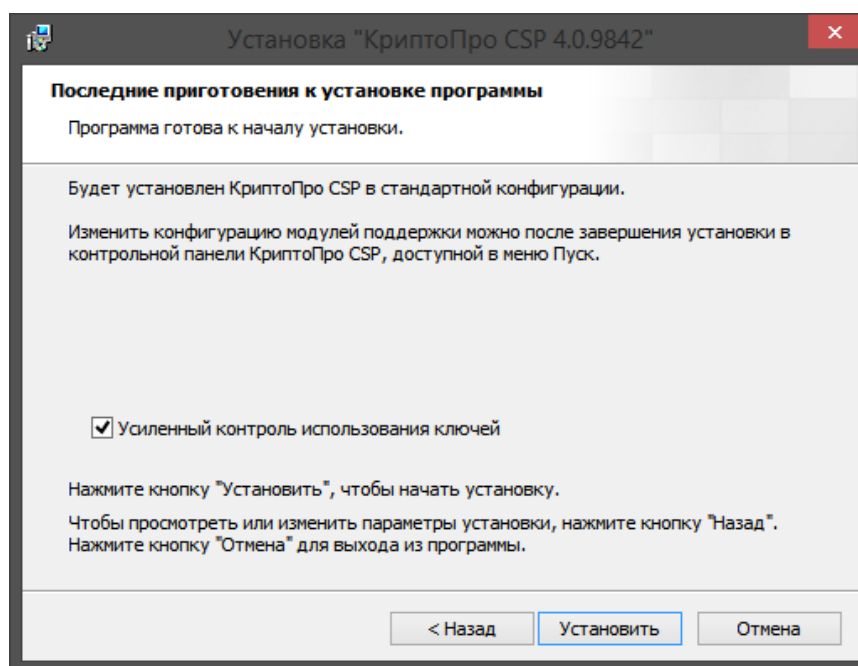 Установка "КриптоПро CSP 4.0.9842"
Последние приготовения к установке программы
Программа готова к началу установки.
Будет установлен КриптоПро CSP в стандартной конфигурации.
Изменить конфигурацию модулей поддержки можно после завершения установки в
контрольной панели КриптоПро CSP, доступной в меню Пуск.
Усиленный контроль использования ключей
Нажмите кнопку "Установить", чтобы начать установку.
Чтобы просмотреть или изменить параметры установки, нажмите кнопку "Назад".
Нажмите кнопку "Отмена" для выхода из программы.
< Назад Установить Отмена